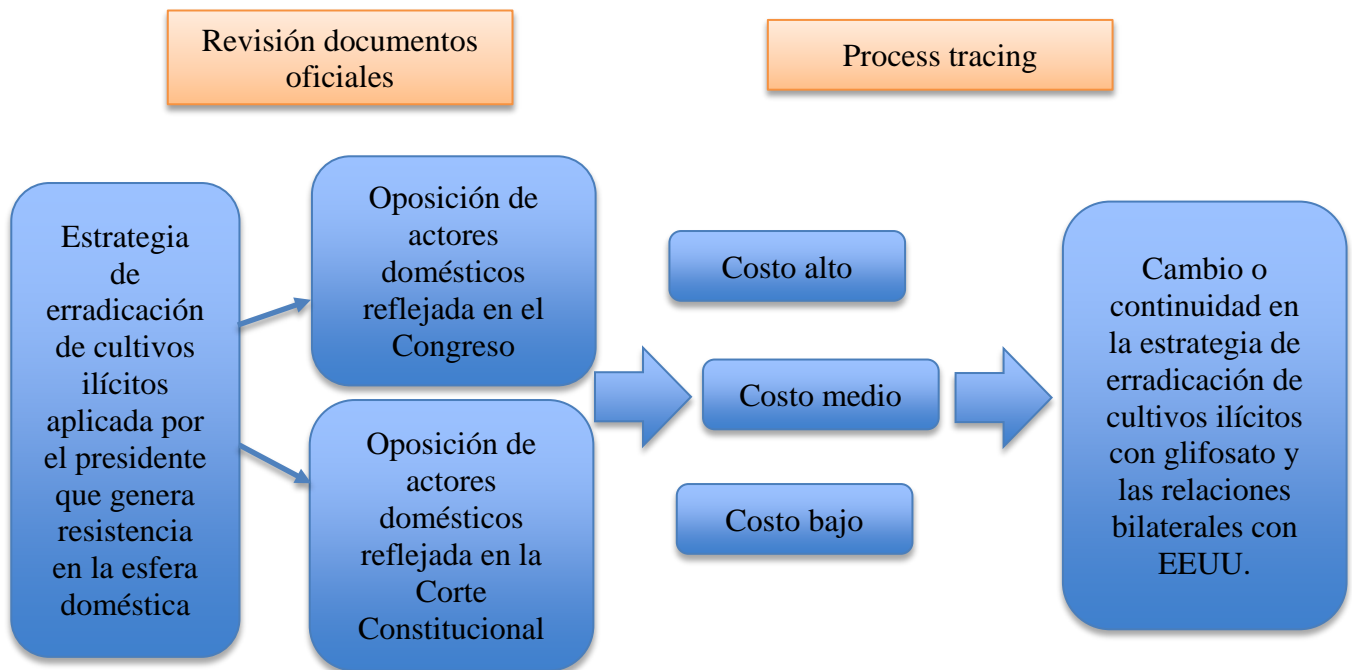 Revisión documentos
oficiales
Process tracing
Estrategia
de
erradicación
de cultivos
ilícitos
aplicada por
el presidente
que genera
resistencia
en la esfera
doméstica
Oposición de
actores
domésticos
reflejada en el
Congreso
Oposición de
actores
domésticos
reflejada en la
Corte
Constitucional
Costo alto
Costo medio
Costo bajo
Cambio o
continuidad en
la estrategia de
erradicación de
cultivos ilícitos
con glifosato y
las relaciones
bilaterales con
EEUU.